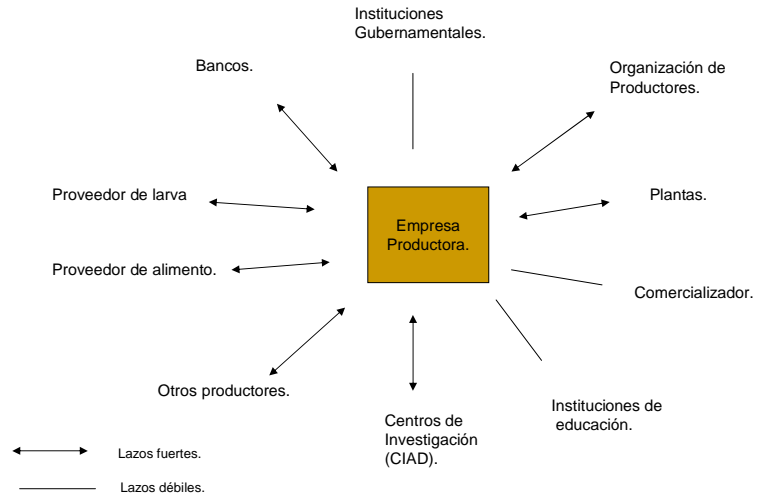 Instituciones
Gubernamentales.
Bancos.
Organización de
Productores.
Proveedor de larva
Plantas.
Empresa
Productora.
Proveedor de alimento.
Comercializador.
Otros productores.
Instituciones de
educación.
Centros de
Investigación
(CIAD).
Lazos fuertes.
Lazos débiles.